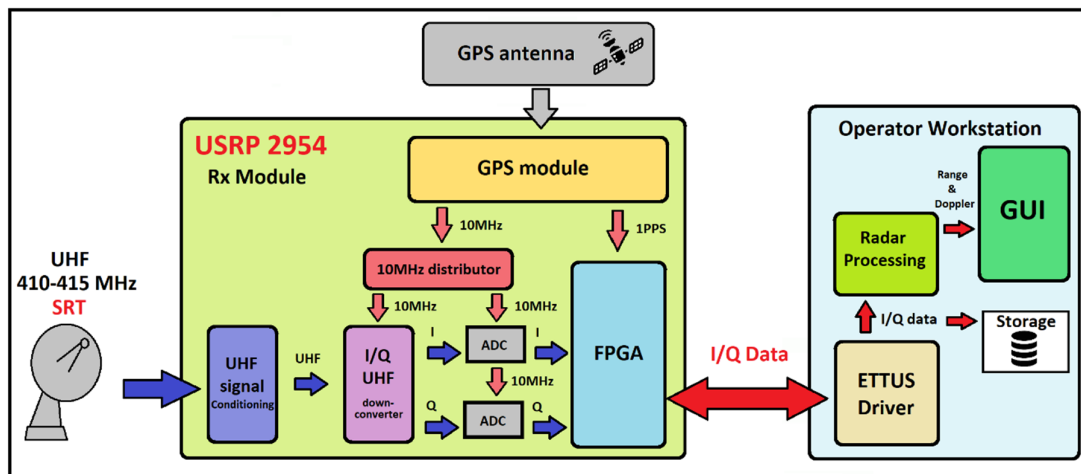 GPS antenna
USRP 2954
Rx Module
GPS module
10MHz
1PPS
10MHz distributor
10MHz
10MHz
UHF
410-415 MHz
SRT
UHF
signal
Conditioning
UHF
I/Q
UHF
down-
converter
I
ADC
I
10MHz
Q
ADC
Q
FPGA
I/Q Data
Operator Workstation
Range
&
Doppler
GUI
Radar
Processing
I/Q data
Storage
ETTUS
Driver